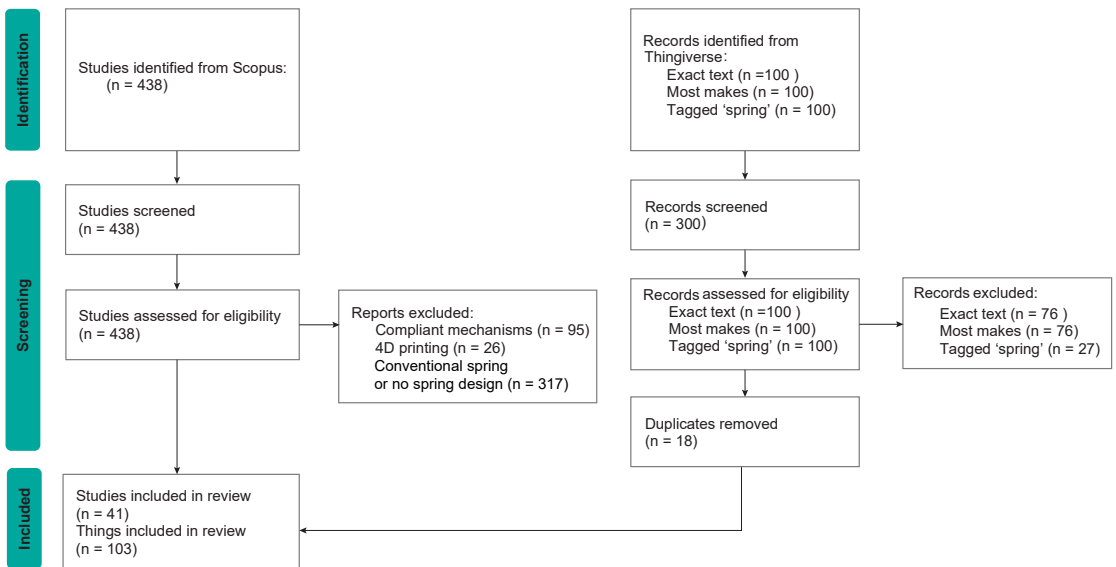 Identification
Studies identified from Scopus:
(n = 438)
Records identified from
Thingiverse:
Exact text (n =100 )
Most makes (n = 100)
Tagged ‘spring’ (n = 100)
Screening
Studies screened
(n = 438)
Records screened
(n = 300)
Studies assessed for eligibility
(n = 438)
Reports excluded:
Compliant mechanisms (n = 95)
4D printing (n = 26)
Conventional spring
or no spring design (n = 317)
Records assessed for eligibility
Exact text (n =100 )
Most makes (n = 100)
Tagged ‘spring’ (n = 100)
Records excluded:
Exact text (n = 76 )
Most makes (n = 76)
Tagged ‘spring’ (n = 27)
Duplicates removed
(n = 18)
Included
Studies included in review
(n = 41)
Things included in review
(n = 103)